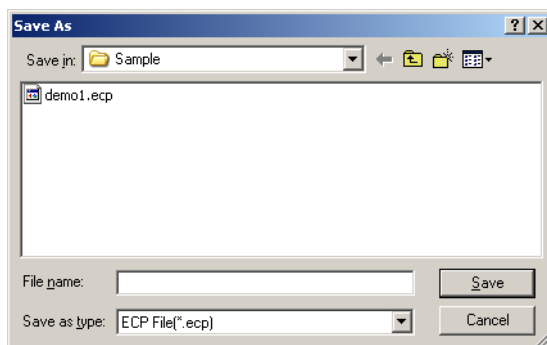 Save As
Save in: Sample
demo1.ecp
File name: Save
Save as type: ECP File(*.ecp) Cancel